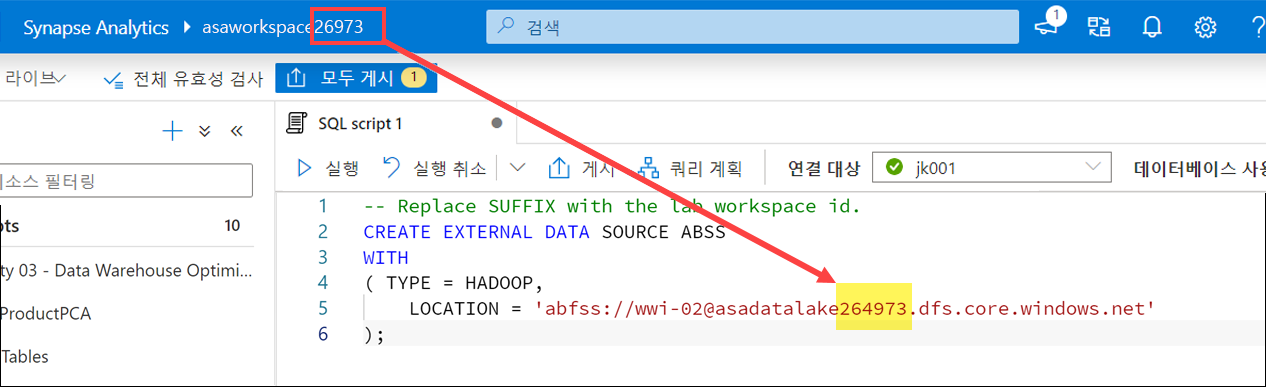 Synapse Analytics asaworkspace26973 검색 1
라이브 전체 유효성 검사 모두 게시 1
SQL script 1
실행 실행 취소 게시 쿼리 계획 연결 대상 jk001 데이터베이스 사용
소스 필터링
pts 10
ty 03 - Data Warehouse Optimi...
ProductPCA
Tables
1 -- Replace SUFFIX with the lab workspace id.
2 CREATE EXTERNAL DATA SOURCE ABSS
3 WITH
4 ( TYPE = HADOOP,
5 LOCATION = 'abfss://wwi-02@asadatalake264973.dfs.core.windows.net'
6 );